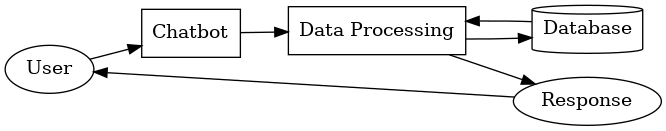 User
Chatbot
Data Processing
Database
Response